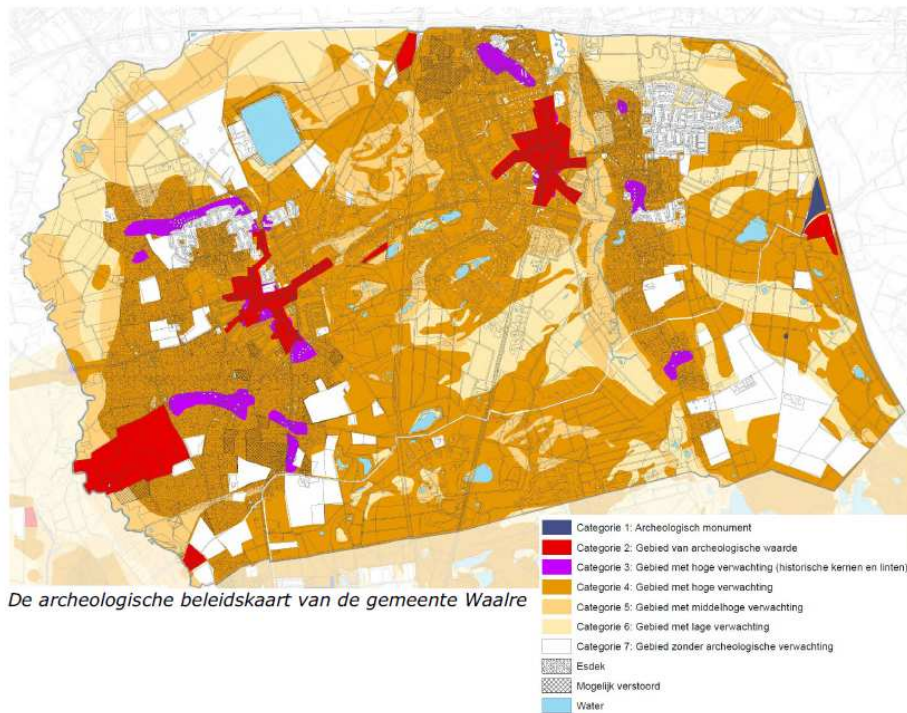 De archeologische beleidskaart van de gemeente Waalre
Categorie 1: Archeologisch monument
Categorie 2: Gebied van archeologische waarde
Categorie 3: Gebied met hoge verwachting (historische kernen en linten)
Categorie 4: Gebied met hoge verwachting
Categorie 5: Gebied met middelhoge verwachting
Categorie 6: Gebied met lage verwachting
Categorie 7: Gebied zonder archeologische verwachting
Esdek
Mogelijk verstoord
Water